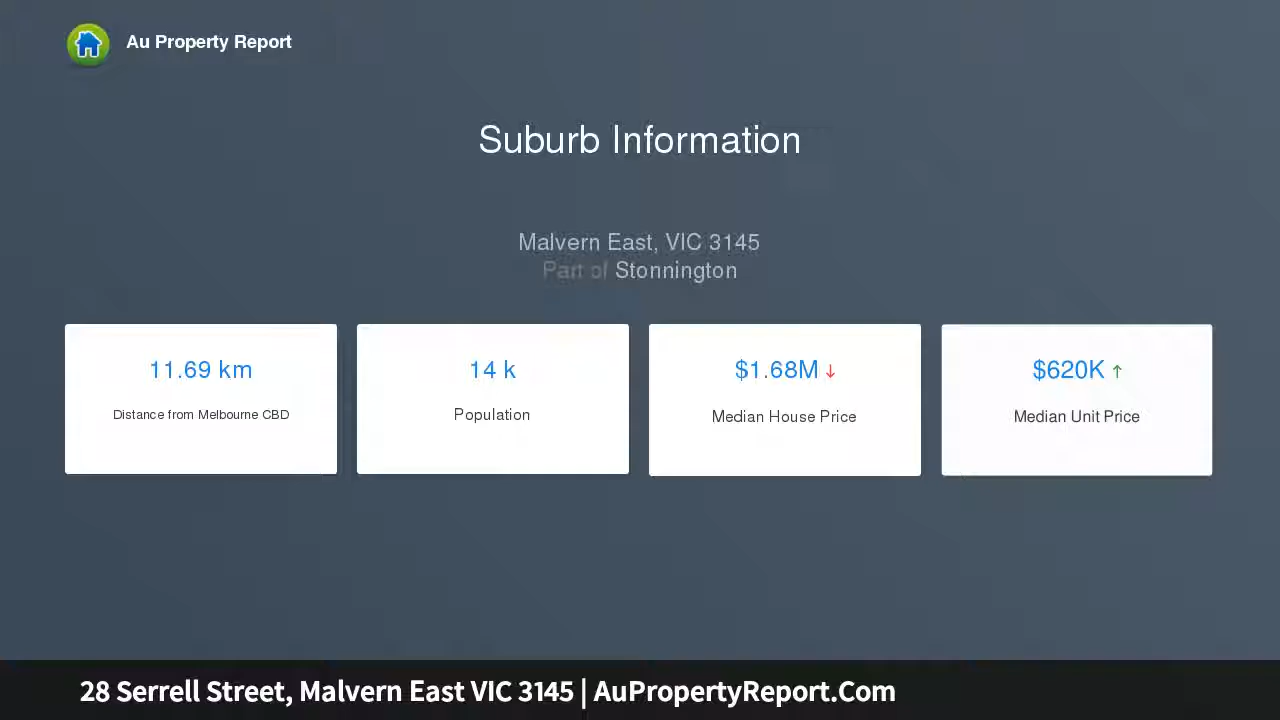 Au Property Report
Suburb Information
Malvern East, VIC 3145
Part of Stonnington
11.69 km
Distance from Melbourne CBD
14 k
Population
$1.68M ↓
Median House Price
$620K ↑
Median Unit Price
28 Serrell Street, Malvern East VIC 3145 | AuPropertyReport.Com